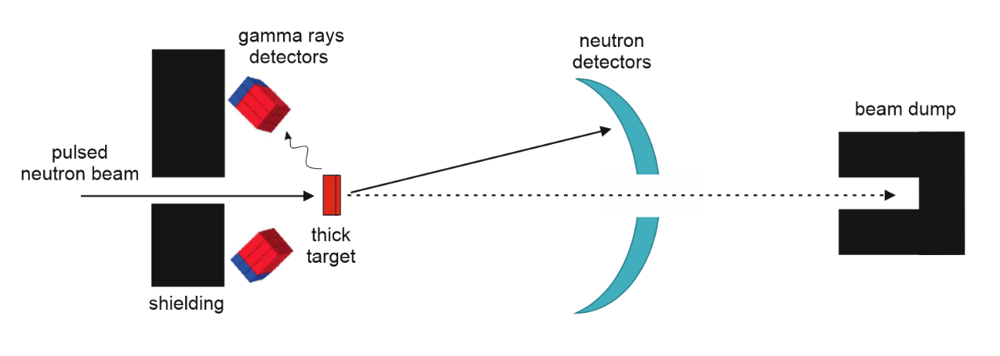 gamma rays
detectors
neutron
detectors
beam dump
pulsed
neutron beam
thick
target
shielding